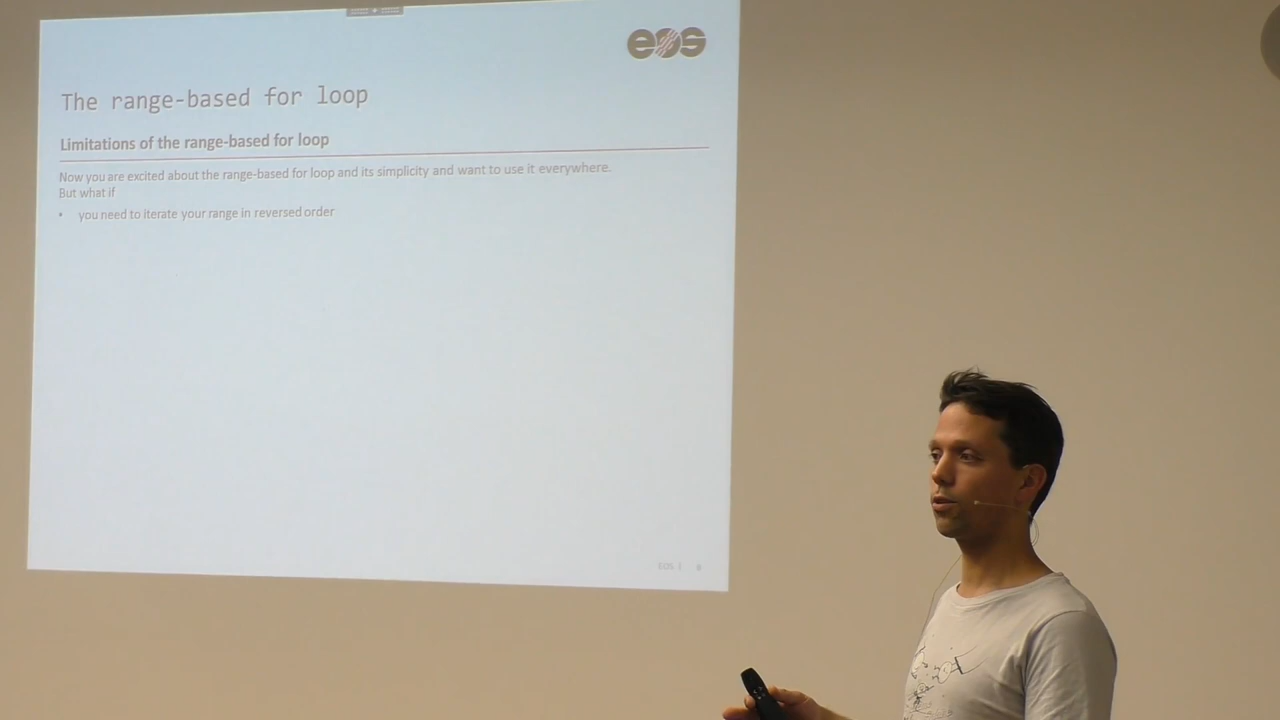 eos
The range-based for loop
Limitations of the range-based for loop
Now you are excited about the range-based for loop and its simplicity and want to use it everywhere.
But what if
• you need to iterate your range in reversed order
EOS |